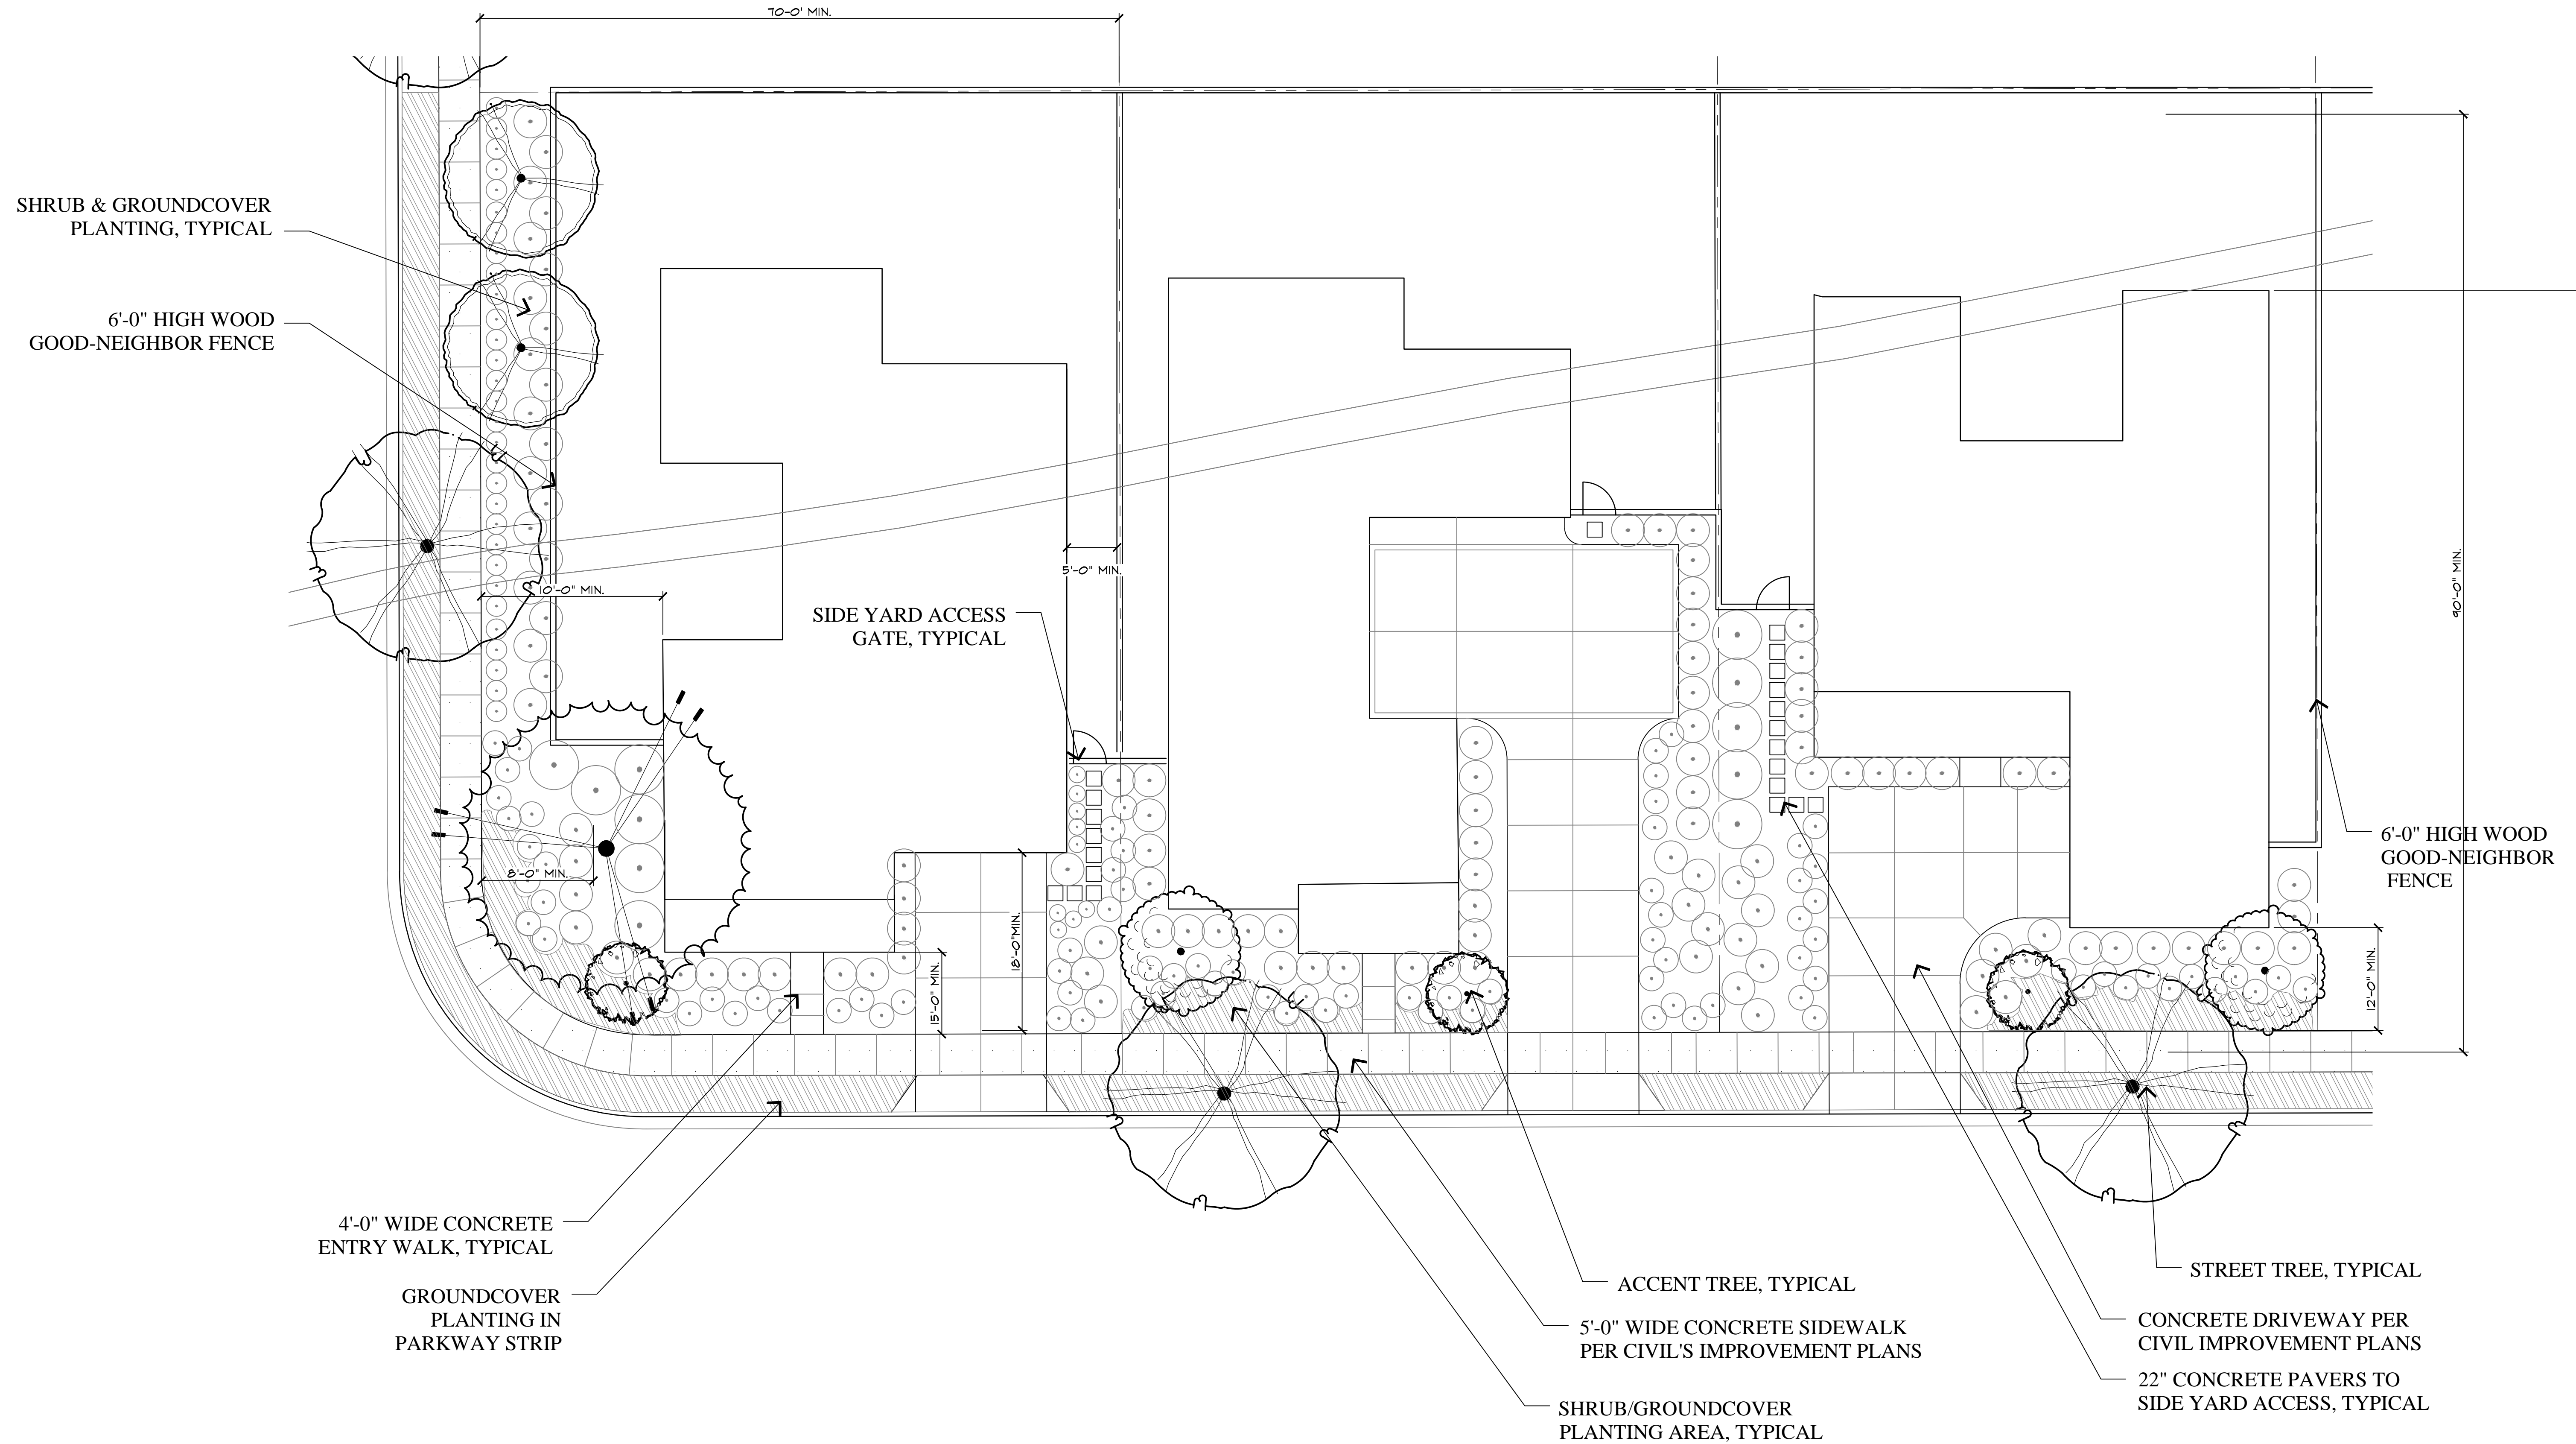 70-0' MIN.
SHRUB & GROUNDCOVER
PLANTING, TYPICAL
6'-0" HIGH WOOD
GOOD-NEIGHBOR FENCE
5'-0" MIN.
10'-0" MIN.
90'-0" MIN.
SIDE YARD ACCESS
GATE, TYPICAL
6'-0" HIGH WOOD
GOOD-NEIGHBOR
FENCE
8'-0" MIN.
18'-0"MIN.
15'-0" MIN.
12'-0" MIN.
4'-0" WIDE CONCRETE
ENTRY WALK, TYPICAL
GROUNDCOVER
PLANTING IN
PARKWAY STRIP
ACCENT TREE, TYPICAL
5'-0" WIDE CONCRETE SIDEWALK
PER CIVIL'S IMPROVEMENT PLANS
SHRUB/GROUNDCOVER
PLANTING AREA, TYPICAL
STREET TREE, TYPICAL
CONCRETE DRIVEWAY PER
CIVIL IMPROVEMENT PLANS
22" CONCRETE PAVERS TO
SIDE YARD ACCESS, TYPICAL